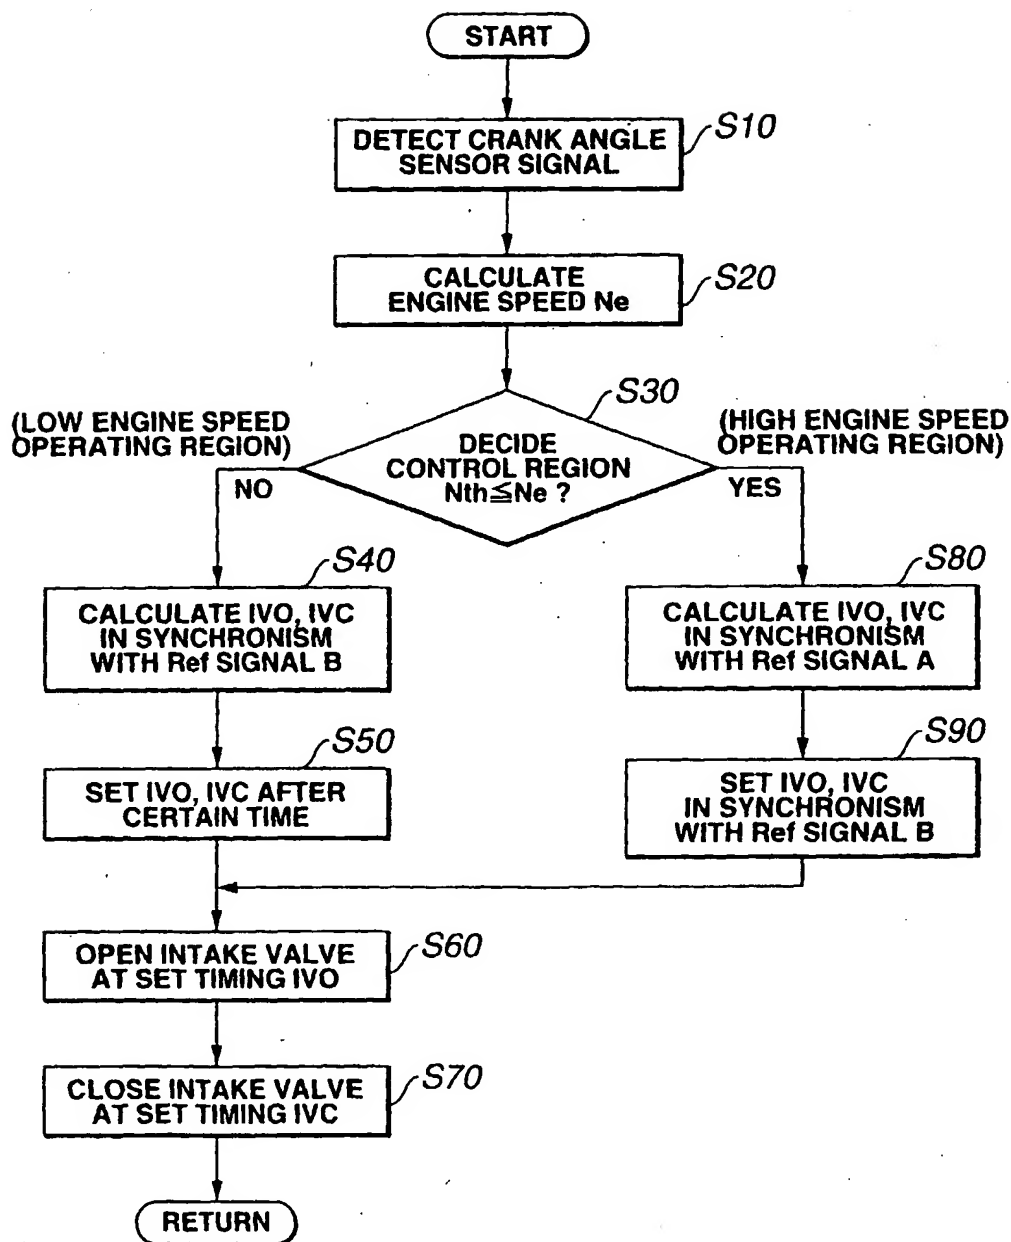 START
DETECT CRANK ANGLE
SENSOR SIGNAL
S10
CALCULATE
ENGINE SPEED Ne
S20
S30
(LOW ENGINE SPEED
OPERATING REGION)
(HIGH ENGINE SPEED
OPERATING REGION)
DECIDE
CONTROL REGION
Nth≦Ne ?
NO
YES
S40
CALCULATE IVO, IVC
IN SYNCHRONISM
WITH Ref SIGNAL B
S80
CALCULATE IVO, IVC
IN SYNCHRONISM
WITH Ref SIGNAL A
S50
SET IVO, IVC AFTER
CERTAIN TIME
S90
SET IVO, IVC
IN SYNCHRONISM
WITH Ref SIGNAL B
OPEN INTAKE VALVE
AT SET TIMING IVO
S60
CLOSE INTAKE VALVE
AT SET TIMING IVC
S70
RETURN